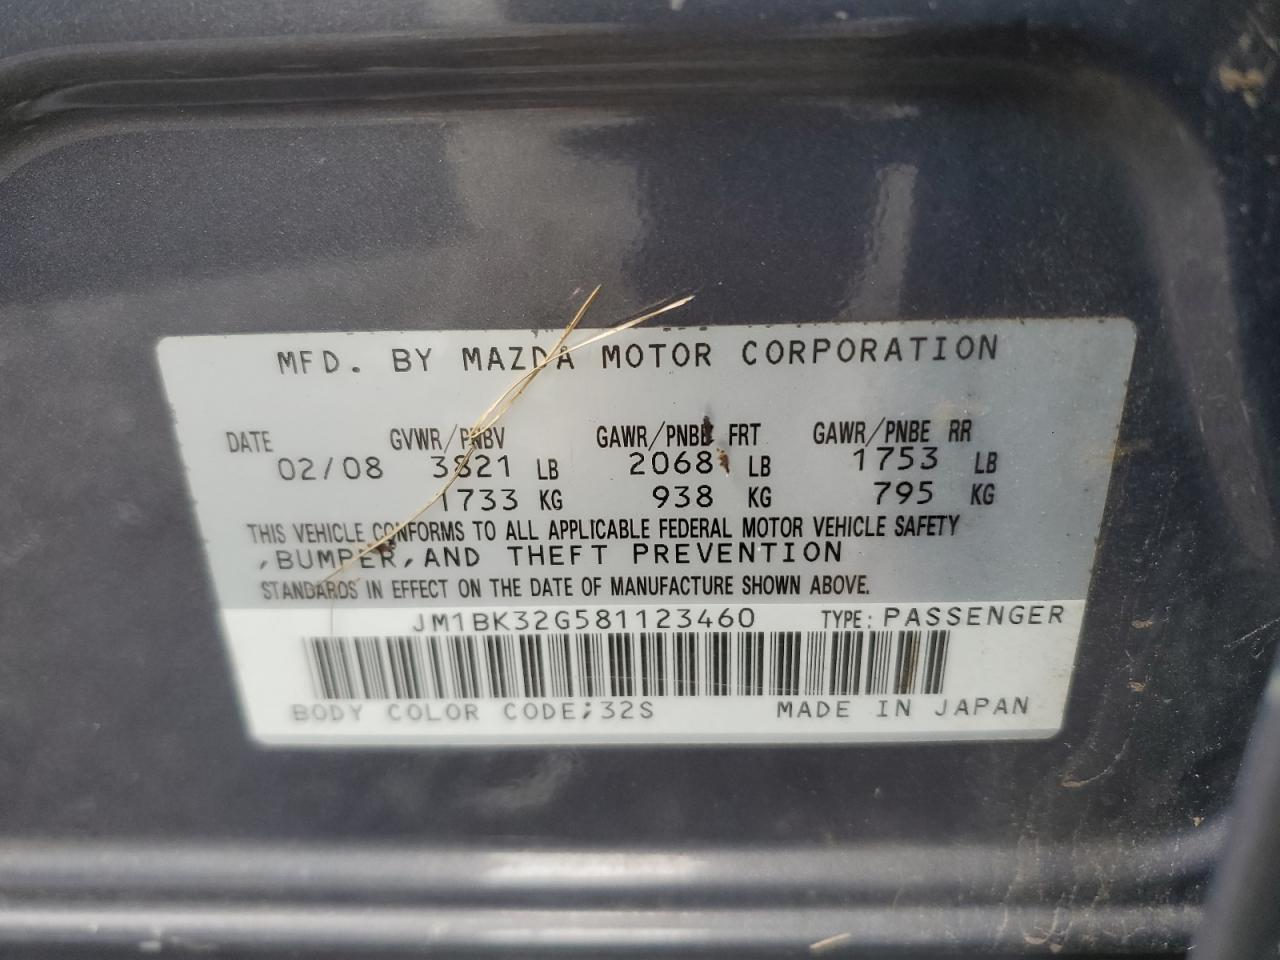 MFD. BY MAZDA MOTOR CORPORATION
DATE GVWR/PNBV GAWR/PNBE FRT GAWR/PNBE RR
02/08 3821 LB 2068 LB 1753 LB
1733 KG 938 KG 795 KG
THIS VEHICLE CONFORMS TO ALL APPLICABLE FEDERAL MOTOR VEHICLE SAFETY
,BUMPER,AND THEFT PREVENTION
STANDARDS IN EFFECT ON THE DATE OF MANUFACTURE SHOWN ABOVE.
JM1BK32G581123460 TYPE: PASSENGER
BODY COLOR CODE;32S MADE IN JAPAN